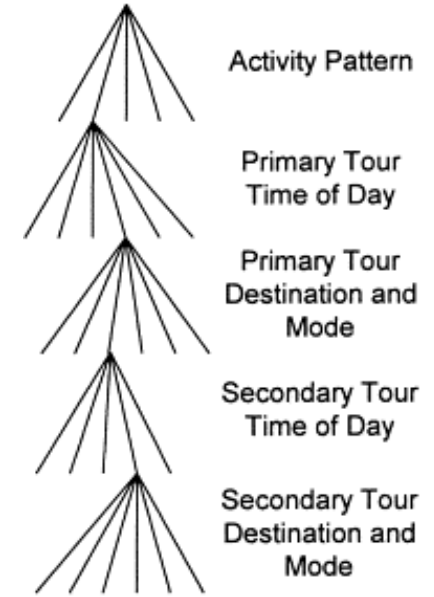 Activity Pattern
Primary Tour
Time of Day
Primary Tour
Destination and
Mode
Secondary Tour
Time of Day
Secondary Tour
Destination and
Mode